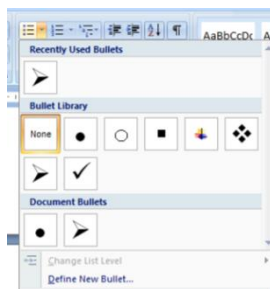 AaBbCcDc
Recently Used Bullets
Bullet Library
None
Document Bullets
Change List Level
Define New Bullet...